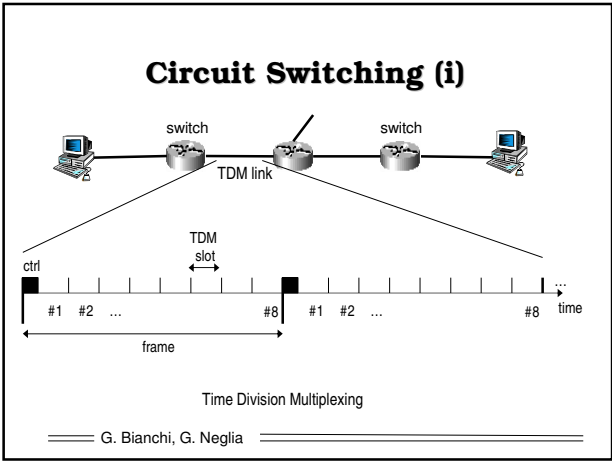 Circuit Switching (i)
switch switch
TDM link
TDM
slot
ctrl
...
#1 #2 ... #8 #1 #2 ... #8 time
frame
Time Division Multiplexing
G. Bianchi, G. Neglia